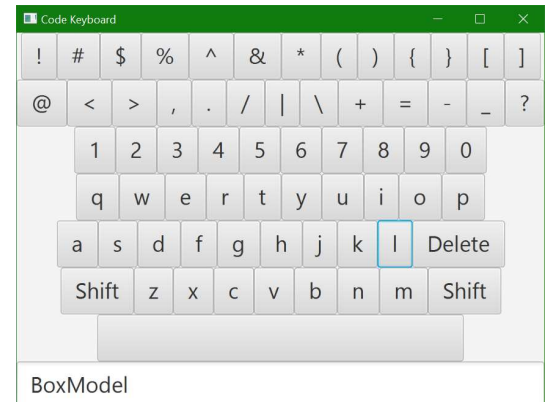 Code Keyboard
! # $ % ^ & * ( ) { } [ ]
@ < > , . / | \ + = - _ ?
1 2 3 4 5 6 7 8 9 0
q w e r t y u i o p
a s d f g h j k l Delete
Shift z x c v b n m Shift
BoxModel